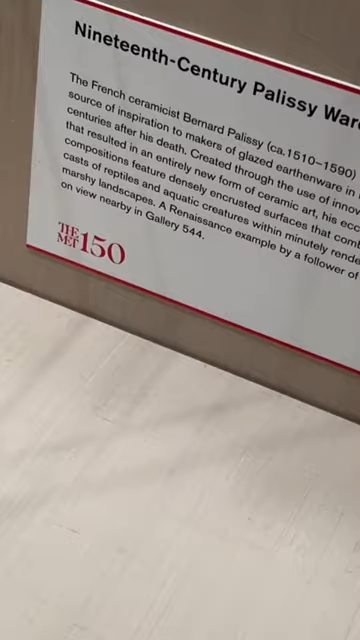 Nineteenth-Century Palissy War
The French ceramicist Bernard Palissy (ca. 1510–1590)
source of inspiration to makers of glazed earthenware in
centuries after his death. Created through the use of innov
that resulted in an entirely new form of ceramic art, his ecc
compositions feature densely encrusted surfaces that com
casts of reptiles and aquatic creatures within minutely rende
marshy landscapes. A Renaissance example by a follower of
on view nearby in Gallery 544.
THE
MET 150